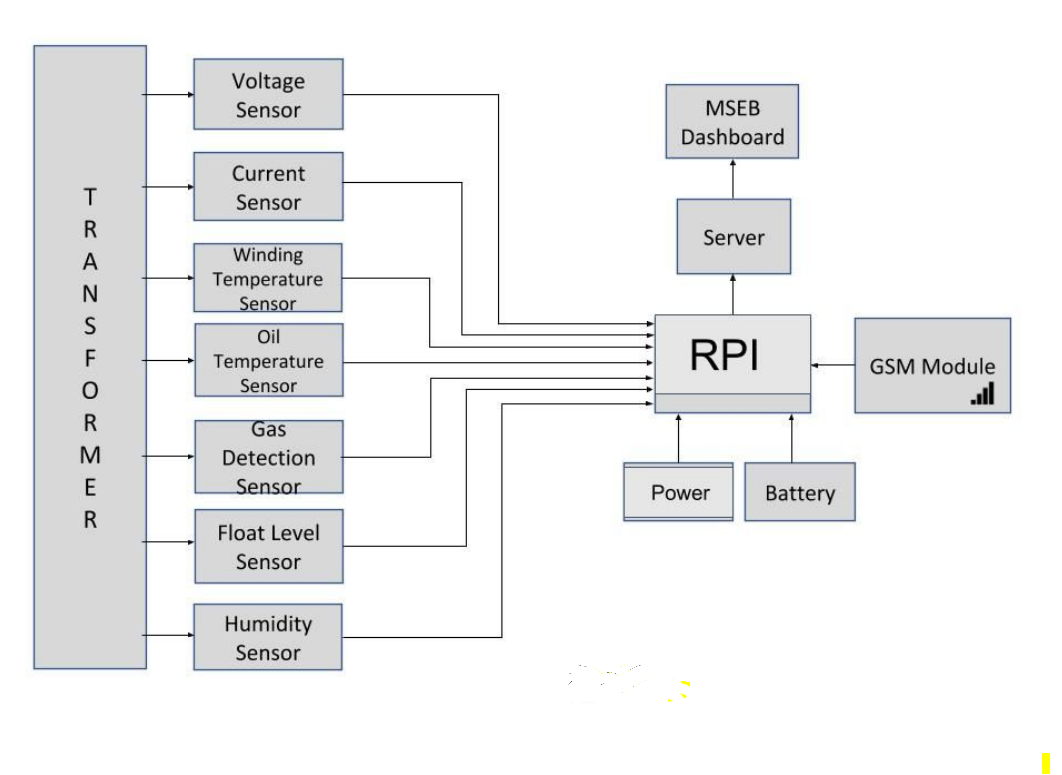 T
R
A
N
S
F
O
R
M
E
R
Voltage
Sensor
Current
Sensor
Winding
Temperature
Sensor
Oil
Temperature
Sensor
Gas
Detection
Sensor
Float Level
Sensor
Humidity
Sensor
MSEB
Dashboard
Server
RPI
GSM Module
Power
Battery